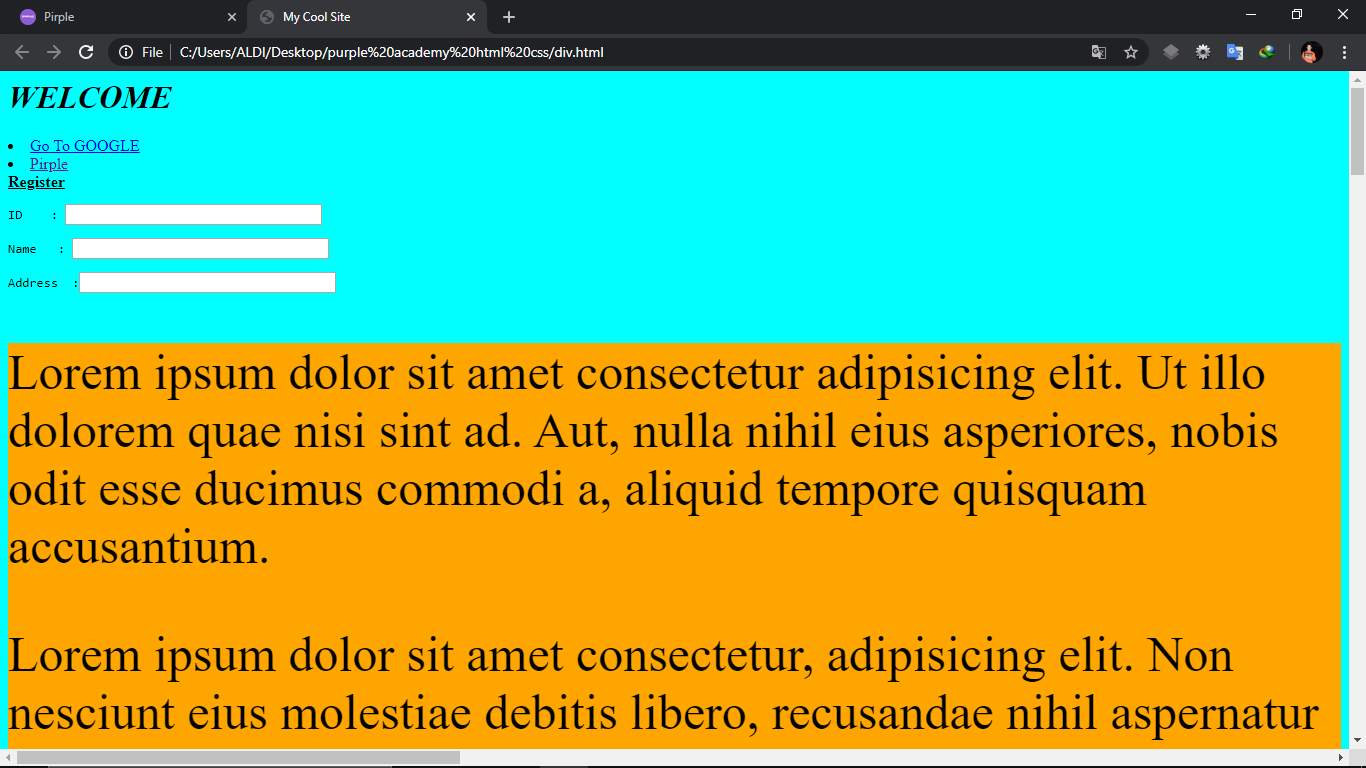 Pirple
My Cool Site
File
C:/Users/ALDI/Desktop/purple%20academy%20html%20css/div.html
WELCOME
Go To GOOGLE
Pirple
Register
ID    :
Name   :
Address  :
Lorem ipsum dolor sit amet consectetur adipisicing elit. Ut illo
dolorem quae nisi sint ad. Aut, nulla nihil eius asperiores, nobis
odit esse ducimus commodi a, aliquid tempore quisquam
accusantium.
Lorem ipsum dolor sit amet consectetur, adipisicing elit. Non
nesciunt eius molestiae debitis libero, recusandae nihil aspernatur